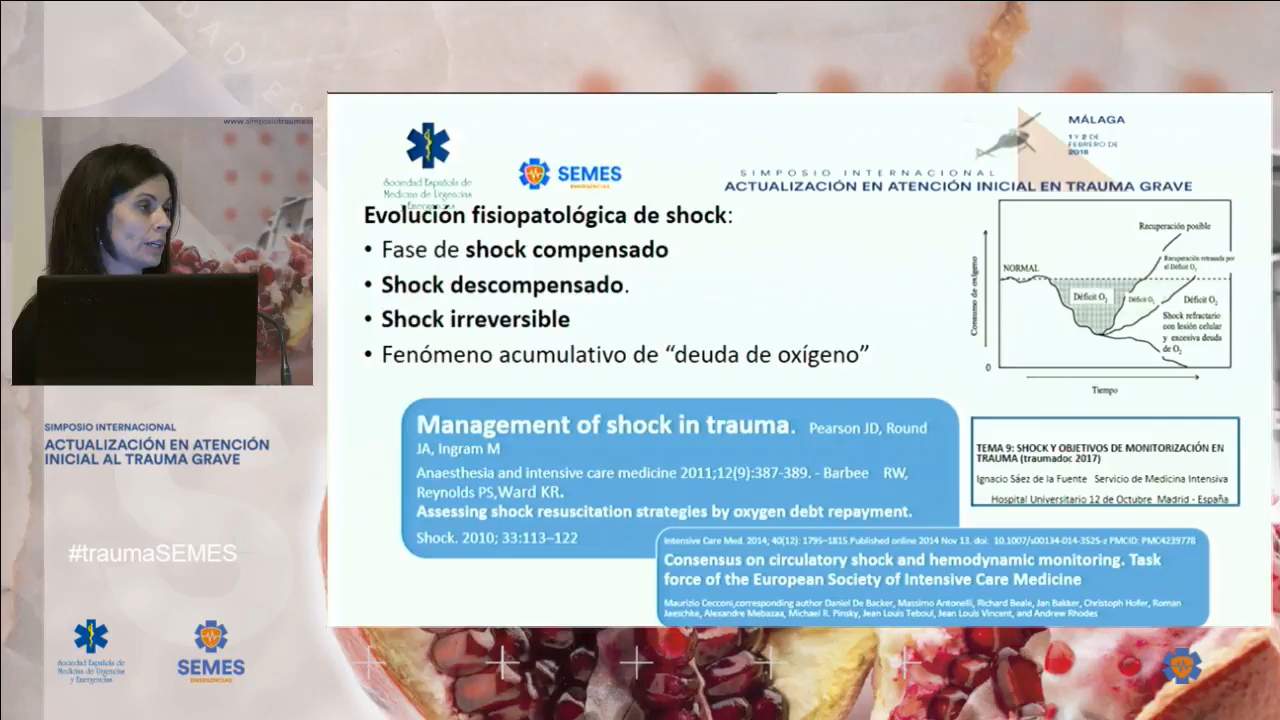 www.simposiotrauma
SIMPOSIO INTERNACIONAL
ACTUALIZACIÓN EN ATENCIÓN
INICIAL AL TRAUMA GRAVE
#traumaSEMES
Sociedad Española de
Medicina de Urgencias
y Emergencias
SEMES
EMERGENCIAS
Sociedad Española de
Medicina de Urgencias
Emergencias
SEMES
EMERGENCIAS
MÁLAGA
1 Y 2 DE
FEBRERO DE
2018
SIMPOSIO INTERNACIONAL
ACTUALIZACIÓN EN ATENCIÓN INICIAL EN TRAUMA GRAVE
Evolución fisiopatológica de shock:
• Fase de shock compensado
• Shock descompensado.
• Shock irreversible
• Fenómeno acumulativo de “deuda de oxígeno”
Consumo de oxígeno
NORMAL
Recuperación posible
Recuperación retrasada por
el Déficit O2
Déficit O2
Déficit O2
Déficit O2
Shock refractario
con lesión celular
y excesiva deuda
de O2
0
Tiempo
Management of shock in trauma. Pearson JD, Round
JA, Ingram M
Anaesthesia and intensive care medicine 2011;12(9):387-389. - Barbee RW,
Reynolds PS,Ward KR.
Assessing shock resuscitation strategies by oxygen debt repayment.
Shock. 2010; 33:113–122
TEMA 9: SHOCK Y OBJETIVOS DE MONITORIZACIÓN EN
TRAUMA (traumadoc 2017)
Ignacio Sáez de la Fuente Servicio de Medicina Intensiva
Hospital Universitario 12 de Octubre Madrid - España
Intensive Care Med. 2014; 40(12): 1795–1815.Published online 2014 Nov 13. doi: 10.1007/s00134-014-3525-z PMCID: PMC4239778
Consensus on circulatory shock and hemodynamic monitoring. Task
force of the European Society of Intensive Care Medicine
Maurizio Cecconi,corresponding author Daniel De Backer, Massimo Antonelli, Richard Beale, Jan Bakker, Christoph Hofer, Roman
Jaeschke, Alexandre Mebazaa, Michael R. Pinsky, Jean Louis Teboul, Jean Louis Vincent, and Andrew Rhodes